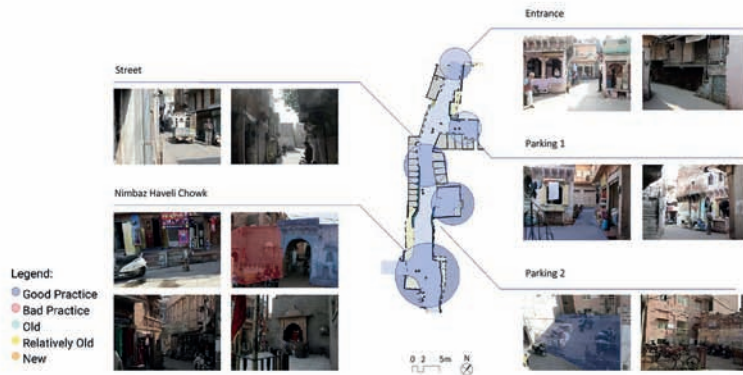 Entrance
Street
Parking 1
Nimbaz Haveli Chowk
Parking 2
Legend:
Good Practice
Bad Practice
Old
Relatively Old
New
0 2 5m
N